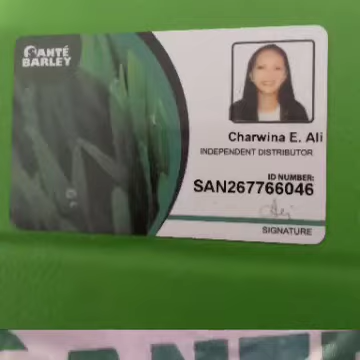 SANTÉ
BARLEY
Charwina E. Ali
INDEPENDENT DISTRIBUTOR
ID NUMBER:
SAN267766046
SIGNATURE